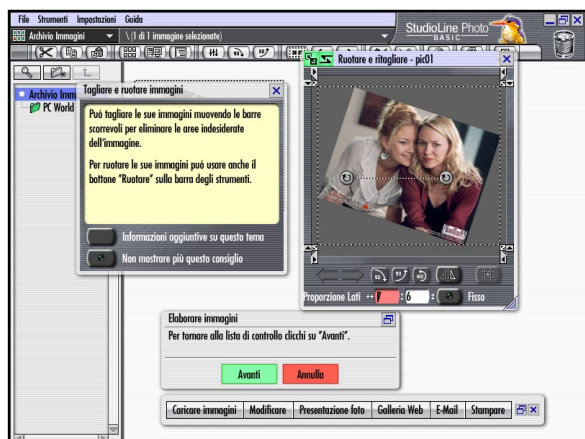 File Strumenti Impostazioni Guida
StudioLine Photo
BASIC
Archivio Immagini
\ (1 di 1 immagine selezionate)
Ruotare e ritagliare - pic01
Archivio Imm
PC World
Tagliare e ruotare immagini
Puó tagliare le sue immagini muovendo le barre
scorrevoli per eliminare le aree indesiderate
dell'immagine.
Per ruotare le sue immagini puó usare anche il
bottone "Ruotare" sulla barra degli strumenti.
Informazioni aggiuntive su questo tema
Non mostrare più questo consiglio
Proporzione Lati 7 : 6 : Fisso
Elaborare immagini
Per tornare alla lista di controllo clicchi su "Avanti".
Avanti Annulla
Caricare immagini Modificare Presentazione foto Galleria Web E-Mail Stampare